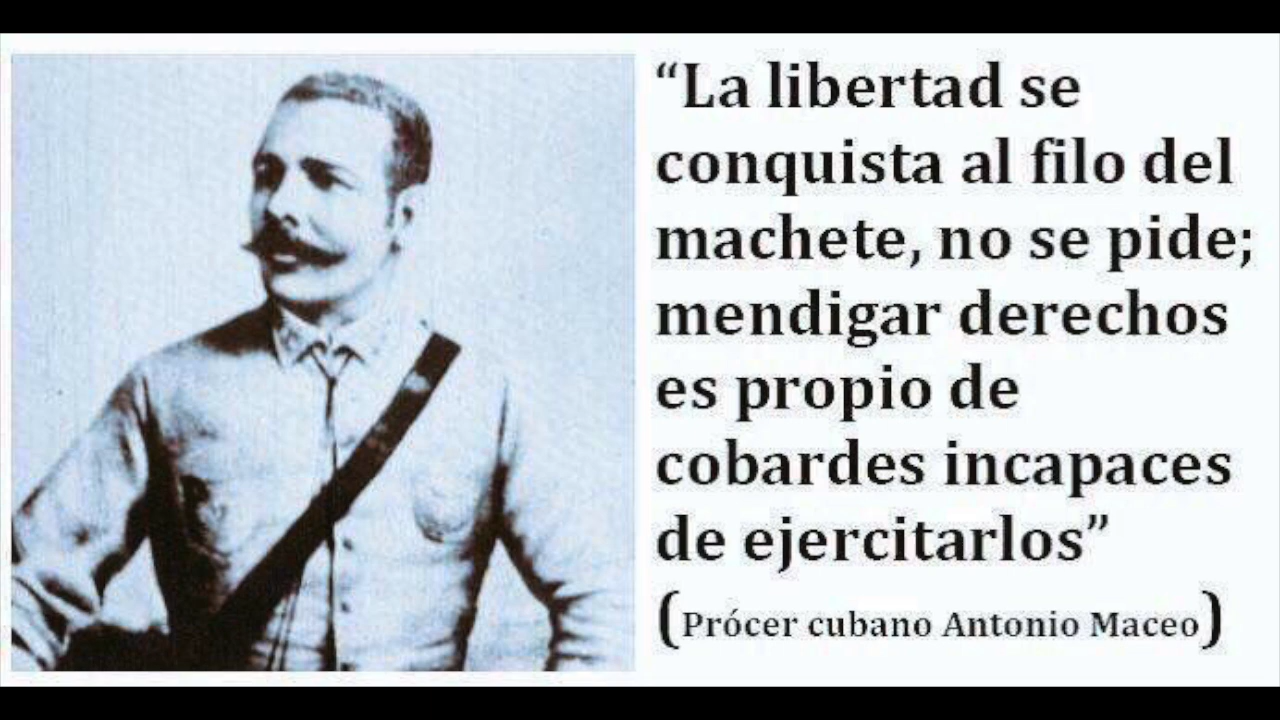 “La libertad se
conquista al filo del
machete, no se pide;
mendigar derechos
es propio de
cobardes incapaces
de ejercitarlos”
(Prócer cubano Antonio Maceo)